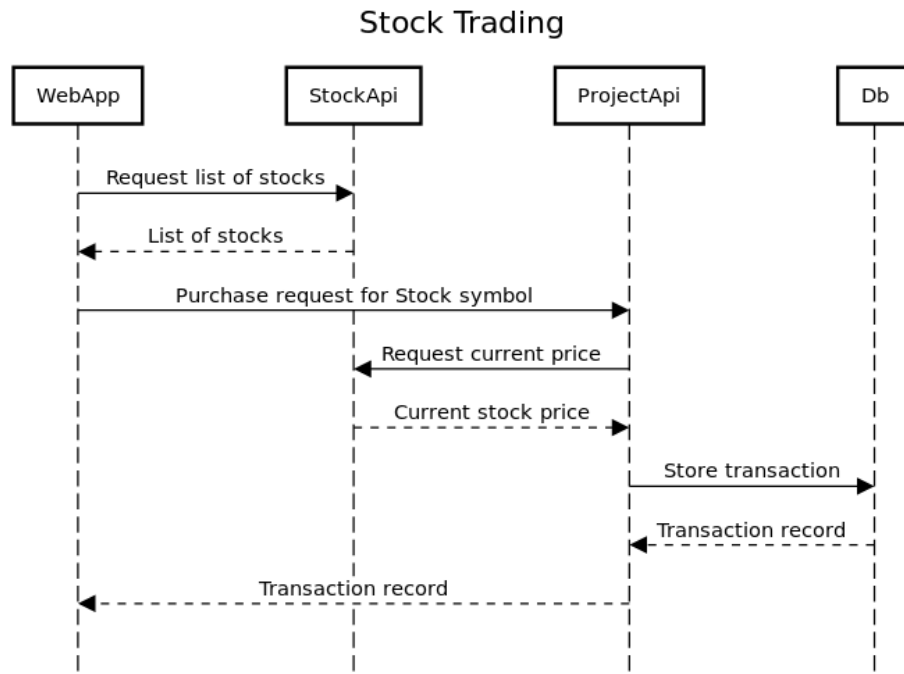 Stock Trading
WebApp
StockApi
ProjectApi
Db
Request list of stocks
List of stocks
Purchase request for Stock symbol
Request current price
Current stock price
Store transaction
Transaction record
Transaction record